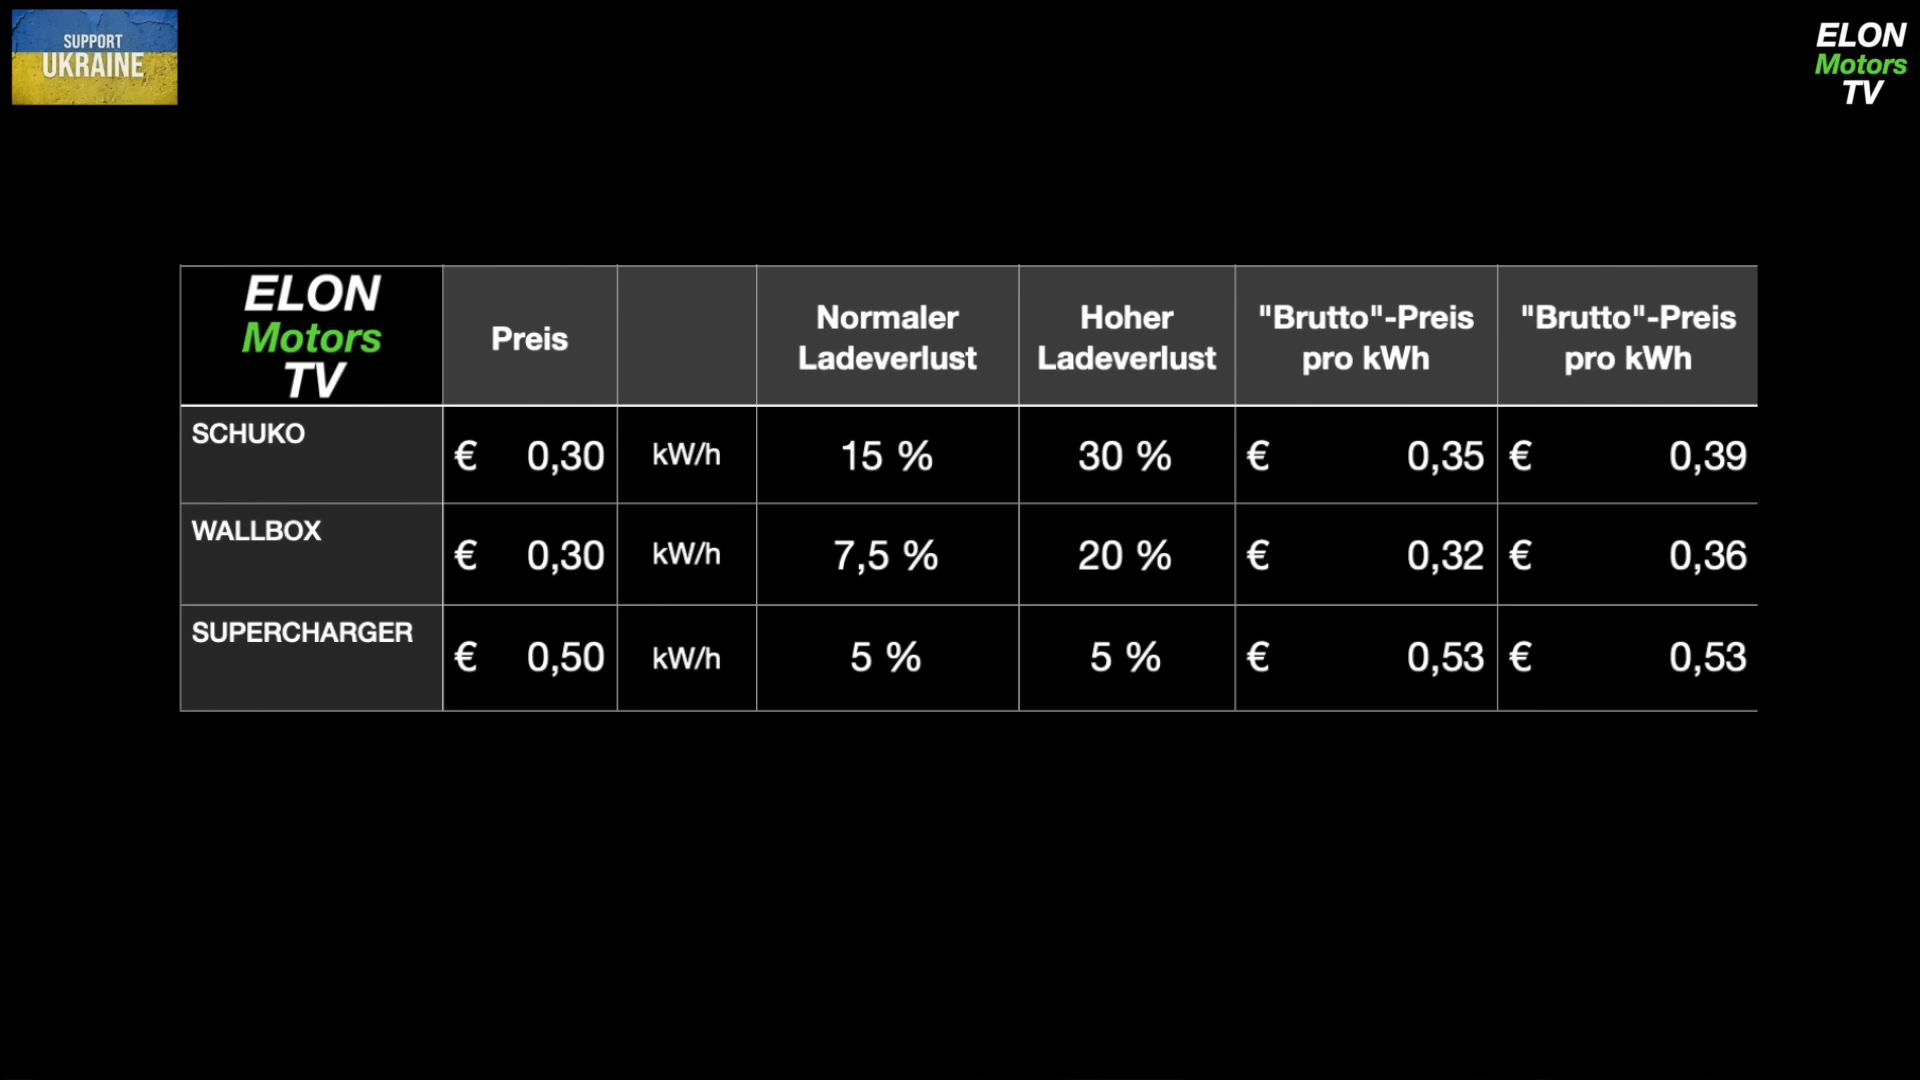 SUPPORT
UKRAINE
ELON
Motors
TV
ELON
Motors
TV
Preis
Normaler
Ladeverlust
Hoher
Ladeverlust
"Brutto"-Preis
pro kWh
"Brutto"-Preis
pro kWh
SCHUKO € 0,30 kW/h 15 % 30 % € 0,35 € 0,39
WALLBOX € 0,30 kW/h 7,5 % 20 % € 0,32 € 0,36
SUPERCHARGER € 0,50 kW/h 5 % 5 % € 0,53 € 0,53